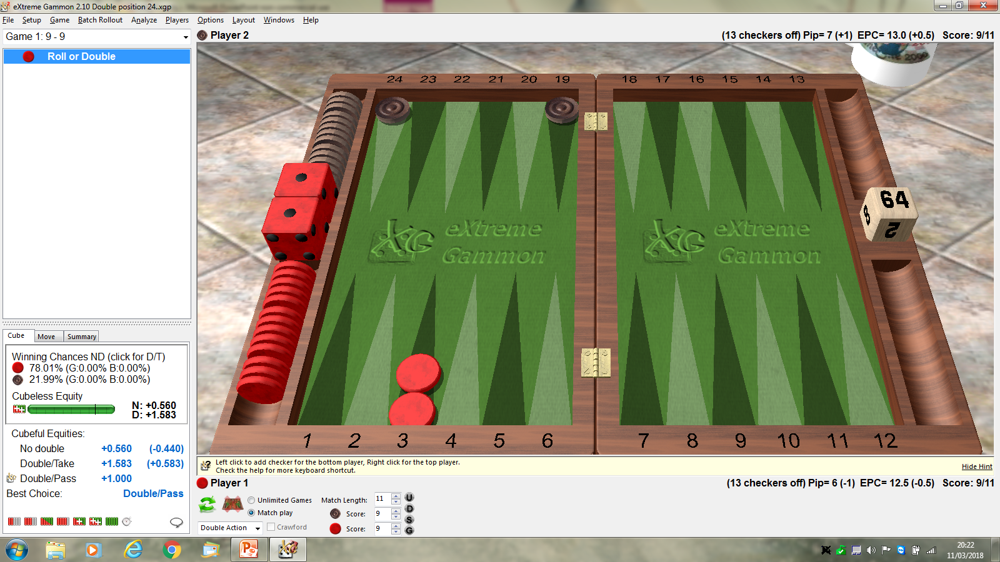 eXtreme Gammon 2.10 Double position 24..xgp
File Setup Game Batch Rollout Analyze Players Options Layout Windows Help
Game 1: 9 - 9
Player 2
(13 checkers off) Pip= 7 (+1) EPC= 13.0 (+0.5) Score: 9/11
Roll or Double
24 23 22 21 20 19 18 17 16 15 14 13
64
8
2
XG eXtreme Gammon
XG eXtreme Gammon
1 2 3 4 5 6 7 8 9 10 11 12
Cube Move Summary
Winning Chances ND (click for D/T)
78.01% (G:0.00% B:0.00%)
21.99% (G:0.00% B:0.00%)
Cubeless Equity
N: +0.560
D: +1.583
Cubeful Equities:
No double +0.560 (-0.440)
Double/Take +1.583 (+0.583)
Double/Pass +1.000
Best Choice: Double/Pass
Left click to add checker for the bottom player, Right click for the top player.
Check the help for more keyboard shortcut.
Hide Hint
Player 1
(13 checkers off) Pip= 6 (-1) EPC= 12.5 (-0.5) Score: 9/11
Unlimited Games
Match play
Double Action
Crawford
Match Length: 11
Score: 9
Score: 9
U
D
S
G
20:22
11/03/2018